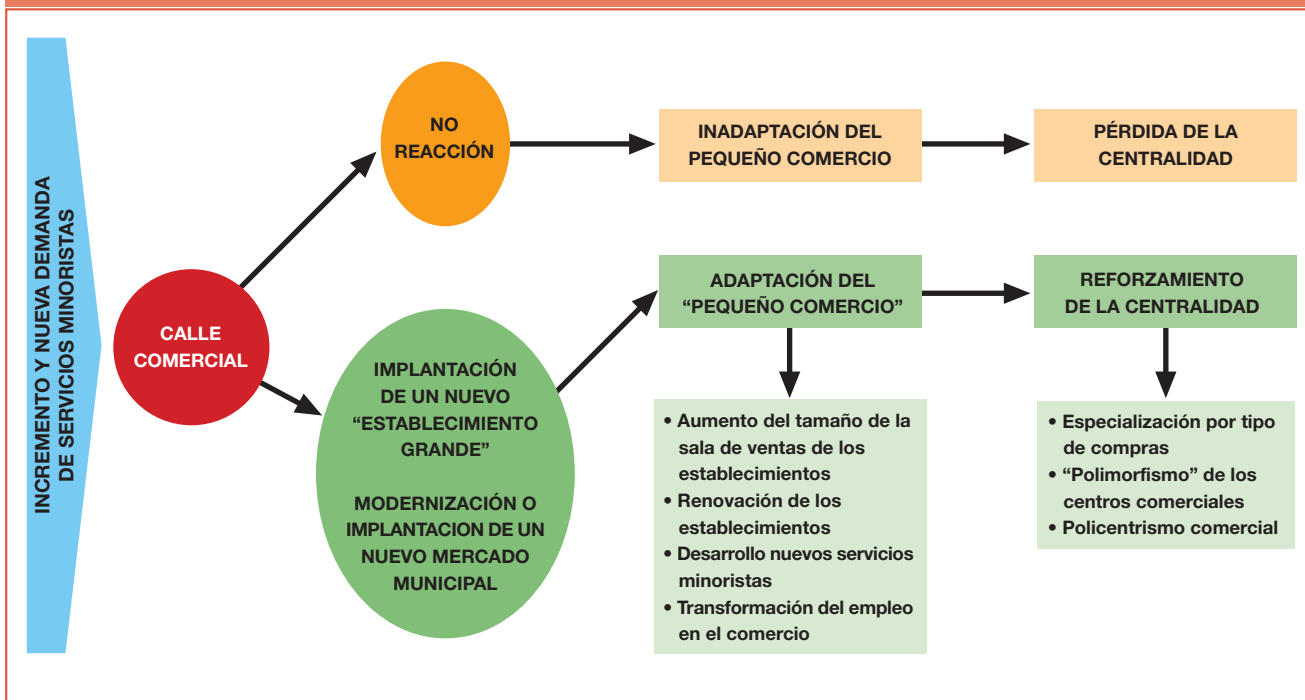 INCREMENTO Y NUEVA DEMANDA
DE SERVICIOS MINORISTAS
CALLE
COMERCIAL
NO
REACCIÓN
INADAPTACIÓN DEL
PEQUEÑO COMERCIO
PÉRDIDA DE LA
CENTRALIDAD
IMPLANTACIÓN
DE UN NUEVO
“ESTABLECIMIENTO
GRANDE”
MODERNIZACIÓN O
IMPLANTACION DE UN
NUEVO MERCADO
MUNICIPAL
ADAPTACIÓN DEL
“PEQUEÑO COMERCIO”
REFORZAMIENTO
DE LA CENTRALIDAD
• Aumento del tamaño de la
sala de ventas de los
establecimientos
• Renovación de los
establecimientos
• Desarrollo nuevos servicios
minoristas
• Transformación del empleo
en el comercio
• Especialización por tipo
de compras
• “Polimorfismo” de los
centros comerciales
• Policentrismo comercial